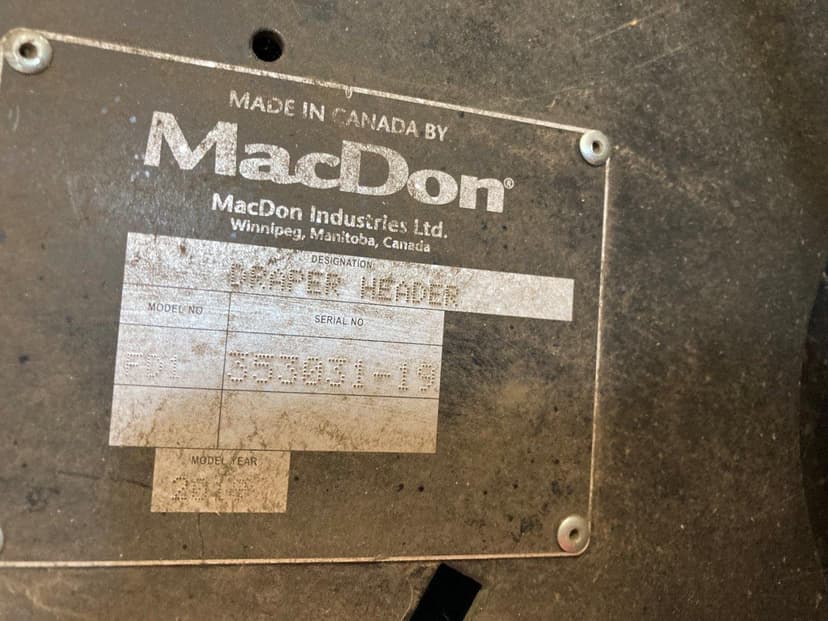 MADE IN CANADA BY
MacDon®
MacDon Industries Ltd.
Winnipeg, Manitoba, Canada
DESIGNATION
DRAPER HEADER
MODEL NO
SERIAL NO
FD1
353031-19
MODEL YEAR